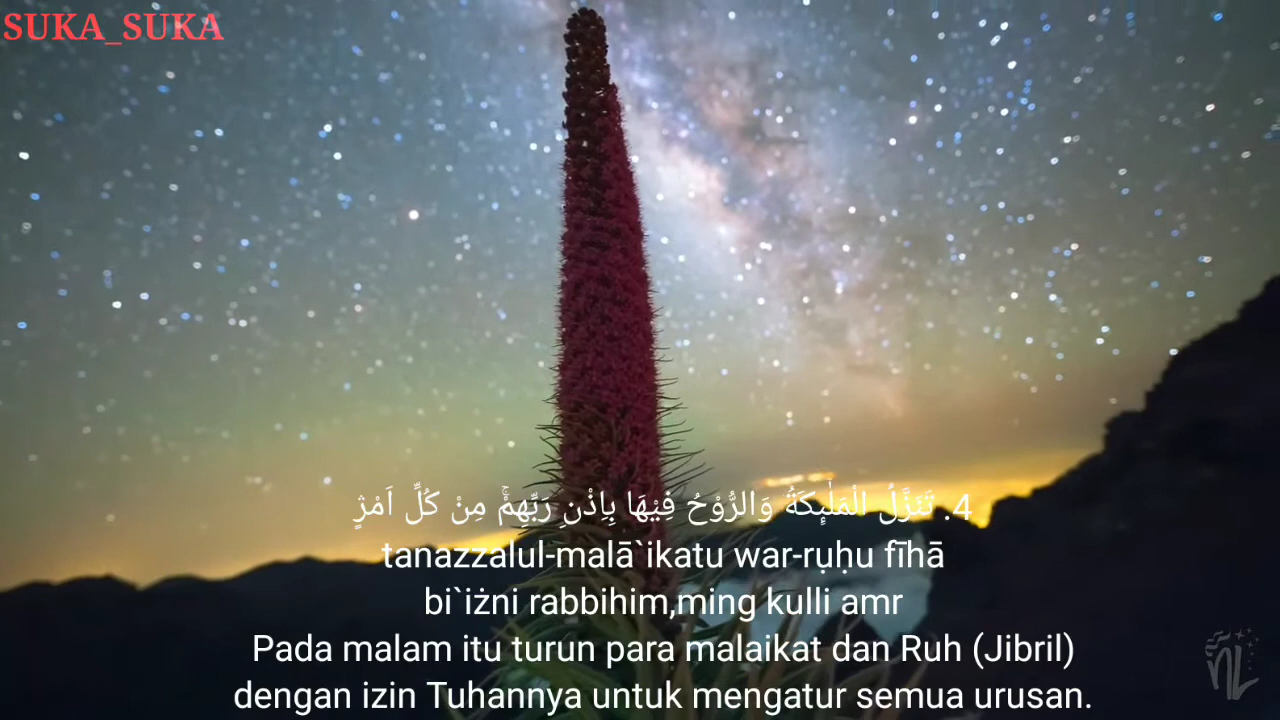 SUKA_SUKA
4. تَنَزَّلُ الْمَلٰۤىِٕكَةُ وَالرُّوْحُ فِيْهَا بِاِذْنِ رَبِّهِمْۚ مِنْ كُلِّ اَمْرٍۛ
tanazzalul-malā`ikatu war-rụḥu fīhā
bi`iżni rabbihim,ming kulli amr
Pada malam itu turun para malaikat dan Ruh (Jibril)
dengan izin Tuhannya untuk mengatur semua urusan.